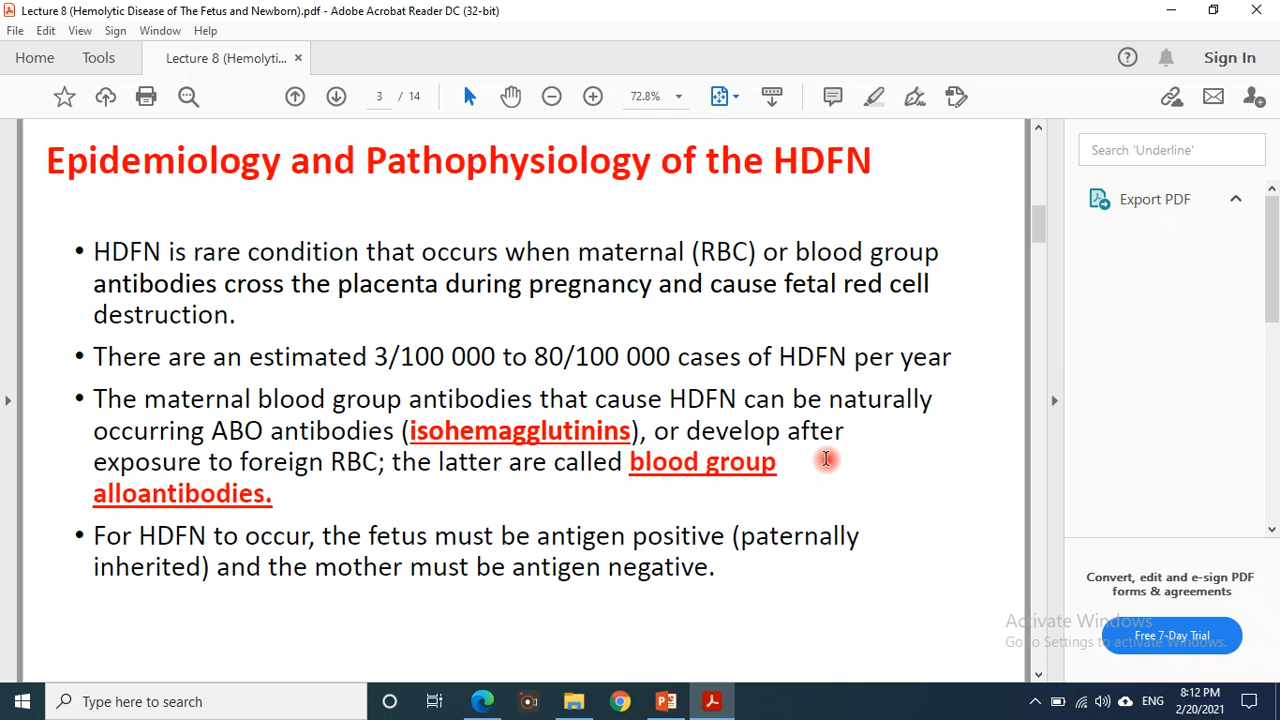 Lecture 8 (Hemolytic Disease of The Fetus and Newborn).pdf - Adobe Acrobat Reader DC (32-bit)
File Edit View Sign Window Help
Home Tools Lecture 8 (Hemolyti... × Sign In
3 / 14 72.8%
Epidemiology and Pathophysiology of the HDFN
• HDFN is rare condition that occurs when maternal (RBC) or blood group
antibodies cross the placenta during pregnancy and cause fetal red cell
destruction.
• There are an estimated 3/100 000 to 80/100 000 cases of HDFN per year
• The maternal blood group antibodies that cause HDFN can be naturally
occurring ABO antibodies (isohemagglutinins), or develop after
exposure to foreign RBC; the latter are called blood group
alloantibodies.
• For HDFN to occur, the fetus must be antigen positive (paternally
inherited) and the mother must be antigen negative.
Search 'Underline'
Export PDF
Convert, edit and e-sign PDF
forms & agreements
Free 7-Day Trial
Activate Windows
Go to Settings to activate Windows.
Type here to search
ENG
8:12 PM
2/20/2021